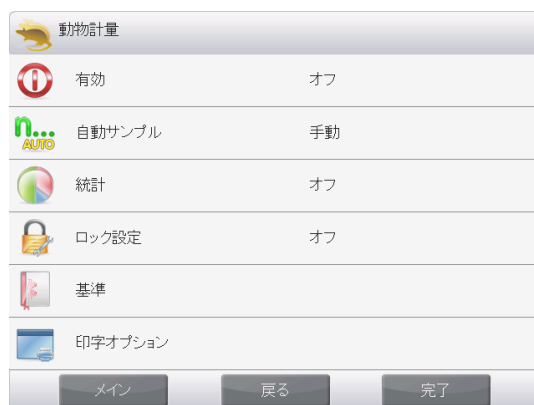 動物計量
有効 オフ
n... AUTO 自動サンプル 手動
統計 オフ
ロック設定 オフ
基準
印字オプション
メイン 戻る 完了